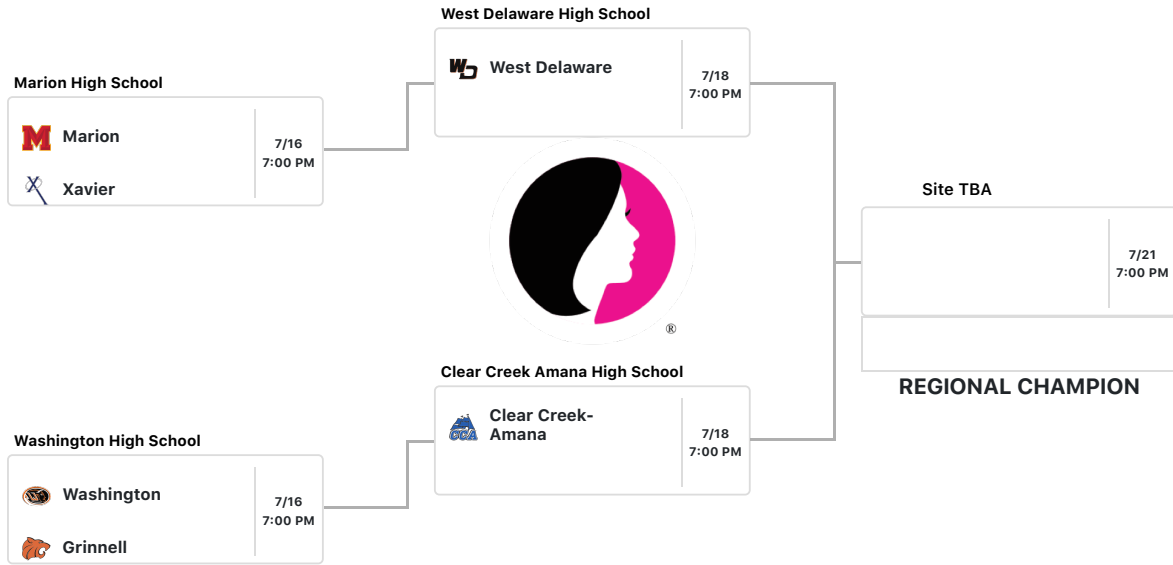 West Delaware High School
WD West Delaware
7/18
7:00 PM
Marion High School
M Marion
Xavier
7/16
7:00 PM
®
Site TBA
7/21
7:00 PM
REGIONAL CHAMPION
Clear Creek Amana High School
CCA Clear Creek-
Amana
7/18
7:00 PM
Washington High School
Washington
Grinnell
7/16
7:00 PM